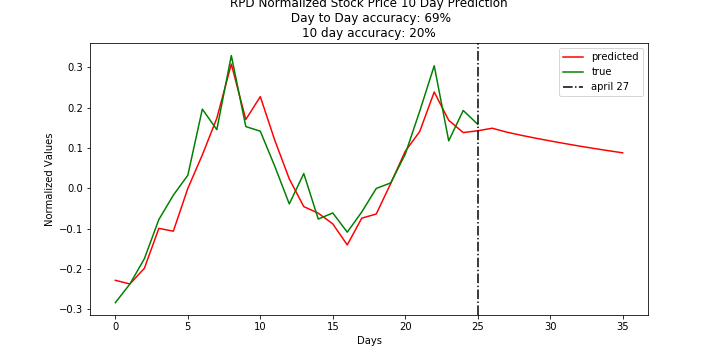 RPD Normalized Stock Price 10 Day Prediction
Day to Day accuracy: 69%
10 day accuracy: 20%
predicted
true
april 27
Normalized Values
0.3
0.2
0.1
0.0
−0.1
−0.2
−0.3
0 5 10 15 20 25 30 35
Days